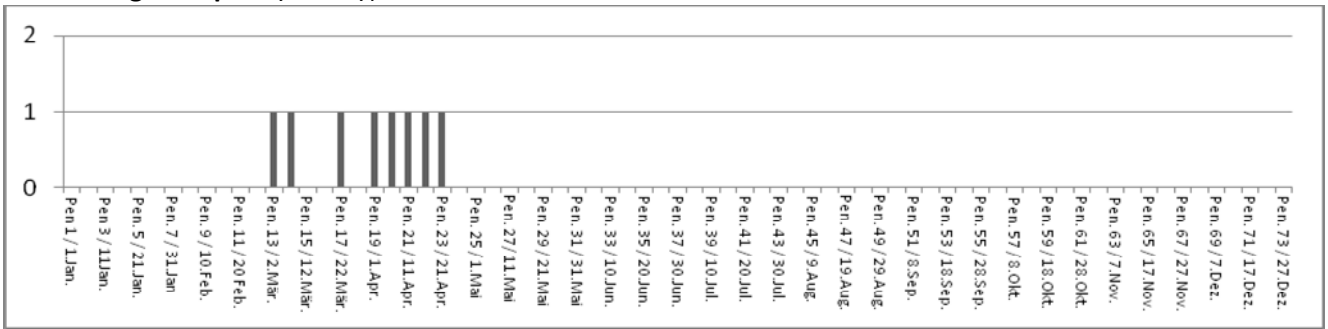 2
1
0
Pen 1 / 1.Jan.
Pen 3 / 11Jan.
Pen. 5 / 21.Jan.
Pen. 7 / 31.Jan
Pen. 9 / 10.Feb.
Pen. 11 / 20 Feb.
Pen. 13 / 2.Mär.
Pen. 15 / 12.Mär.
Pen. 17 / 22.Mär.
Pen. 19 / 1.Apr.
Pen. 21 / 11.Apr.
Pen. 23 / 21.Apr.
Pen. 25 / 1.Mai
Pen. 27/11.Mai
Pen. 29 / 21.Mai
Pen. 31 / 31.Mai
Pen. 33 / 10.Jun.
Pen. 35 / 20.Jun.
Pen. 37 / 30.Jun.
Pen. 39 / 10.Jul.
Pen. 41 / 20.Jul.
Pen. 43 / 30.Jul.
Pen. 45 / 9.Aug.
Pen. 47 / 19.Aug.
Pen. 49 / 29.Aug.
Pen. 51 / 8.Sep.
Pen. 53 / 18.Sep.
Pen. 55 / 28.Sep.
Pen. 57 / 8.Okt.
Pen. 59 / 18.Okt.
Pen. 61 / 28.Okt.
Pen. 63 / 7.Nov.
Pen. 65 / 17.Nov.
Pen. 67 / 27.Nov.
Pen. 69 / 7.Dez.
Pen. 71 / 17.Dez.
Pen. 73 / 27.Dez.